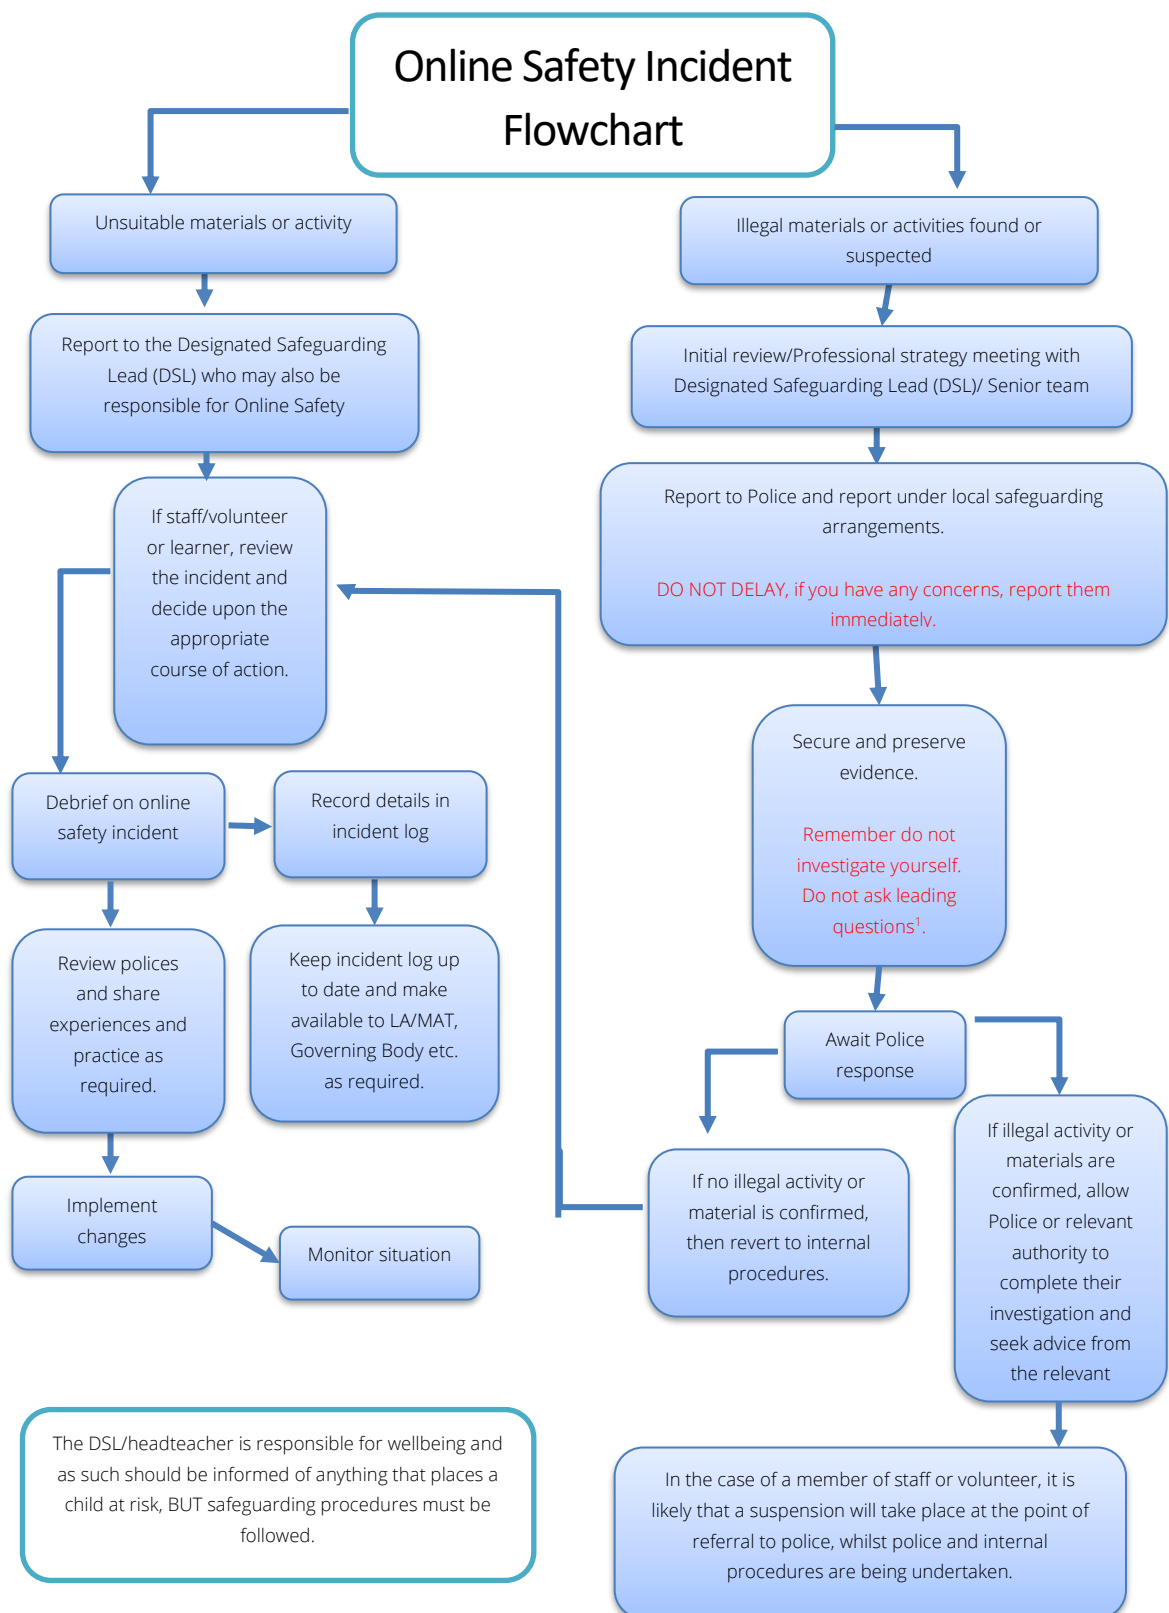 Online Safety Incident
Flowchart
Unsuitable materials or activity
Report to the Designated Safeguarding
Lead (DSL) who may also be
responsible for Online Safety
If staff/volunteer
or learner, review
the incident and
decide upon the
appropriate
course of action.
Debrief on online
safety incident
Record details in
incident log
Review polices
and share
experiences and
practice as
required.
Keep incident log up
to date and make
available to LA/MAT,
Governing Body etc.
as required.
Implement
changes
Monitor situation
Illegal materials or activities found or
suspected
Initial review/Professional strategy meeting with
Designated Safeguarding Lead (DSL)/ Senior team
Report to Police and report under local safeguarding
arrangements.
DO NOT DELAY, if you have any concerns, report them
immediately.
Secure and preserve
evidence.
Remember do not
investigate yourself.
Do not ask leading
questions¹.
Await Police
response
If no illegal activity or
material is confirmed,
then revert to internal
procedures.
If illegal activity or
materials are
confirmed, allow
Police or relevant
authority to
complete their
investigation and
seek advice from
the relevant
In the case of a member of staff or volunteer, it is
likely that a suspension will take place at the point of
referral to police, whilst police and internal
procedures are being undertaken.
The DSL/headteacher is responsible for wellbeing and
as such should be informed of anything that places a
child at risk, BUT safeguarding procedures must be
followed.